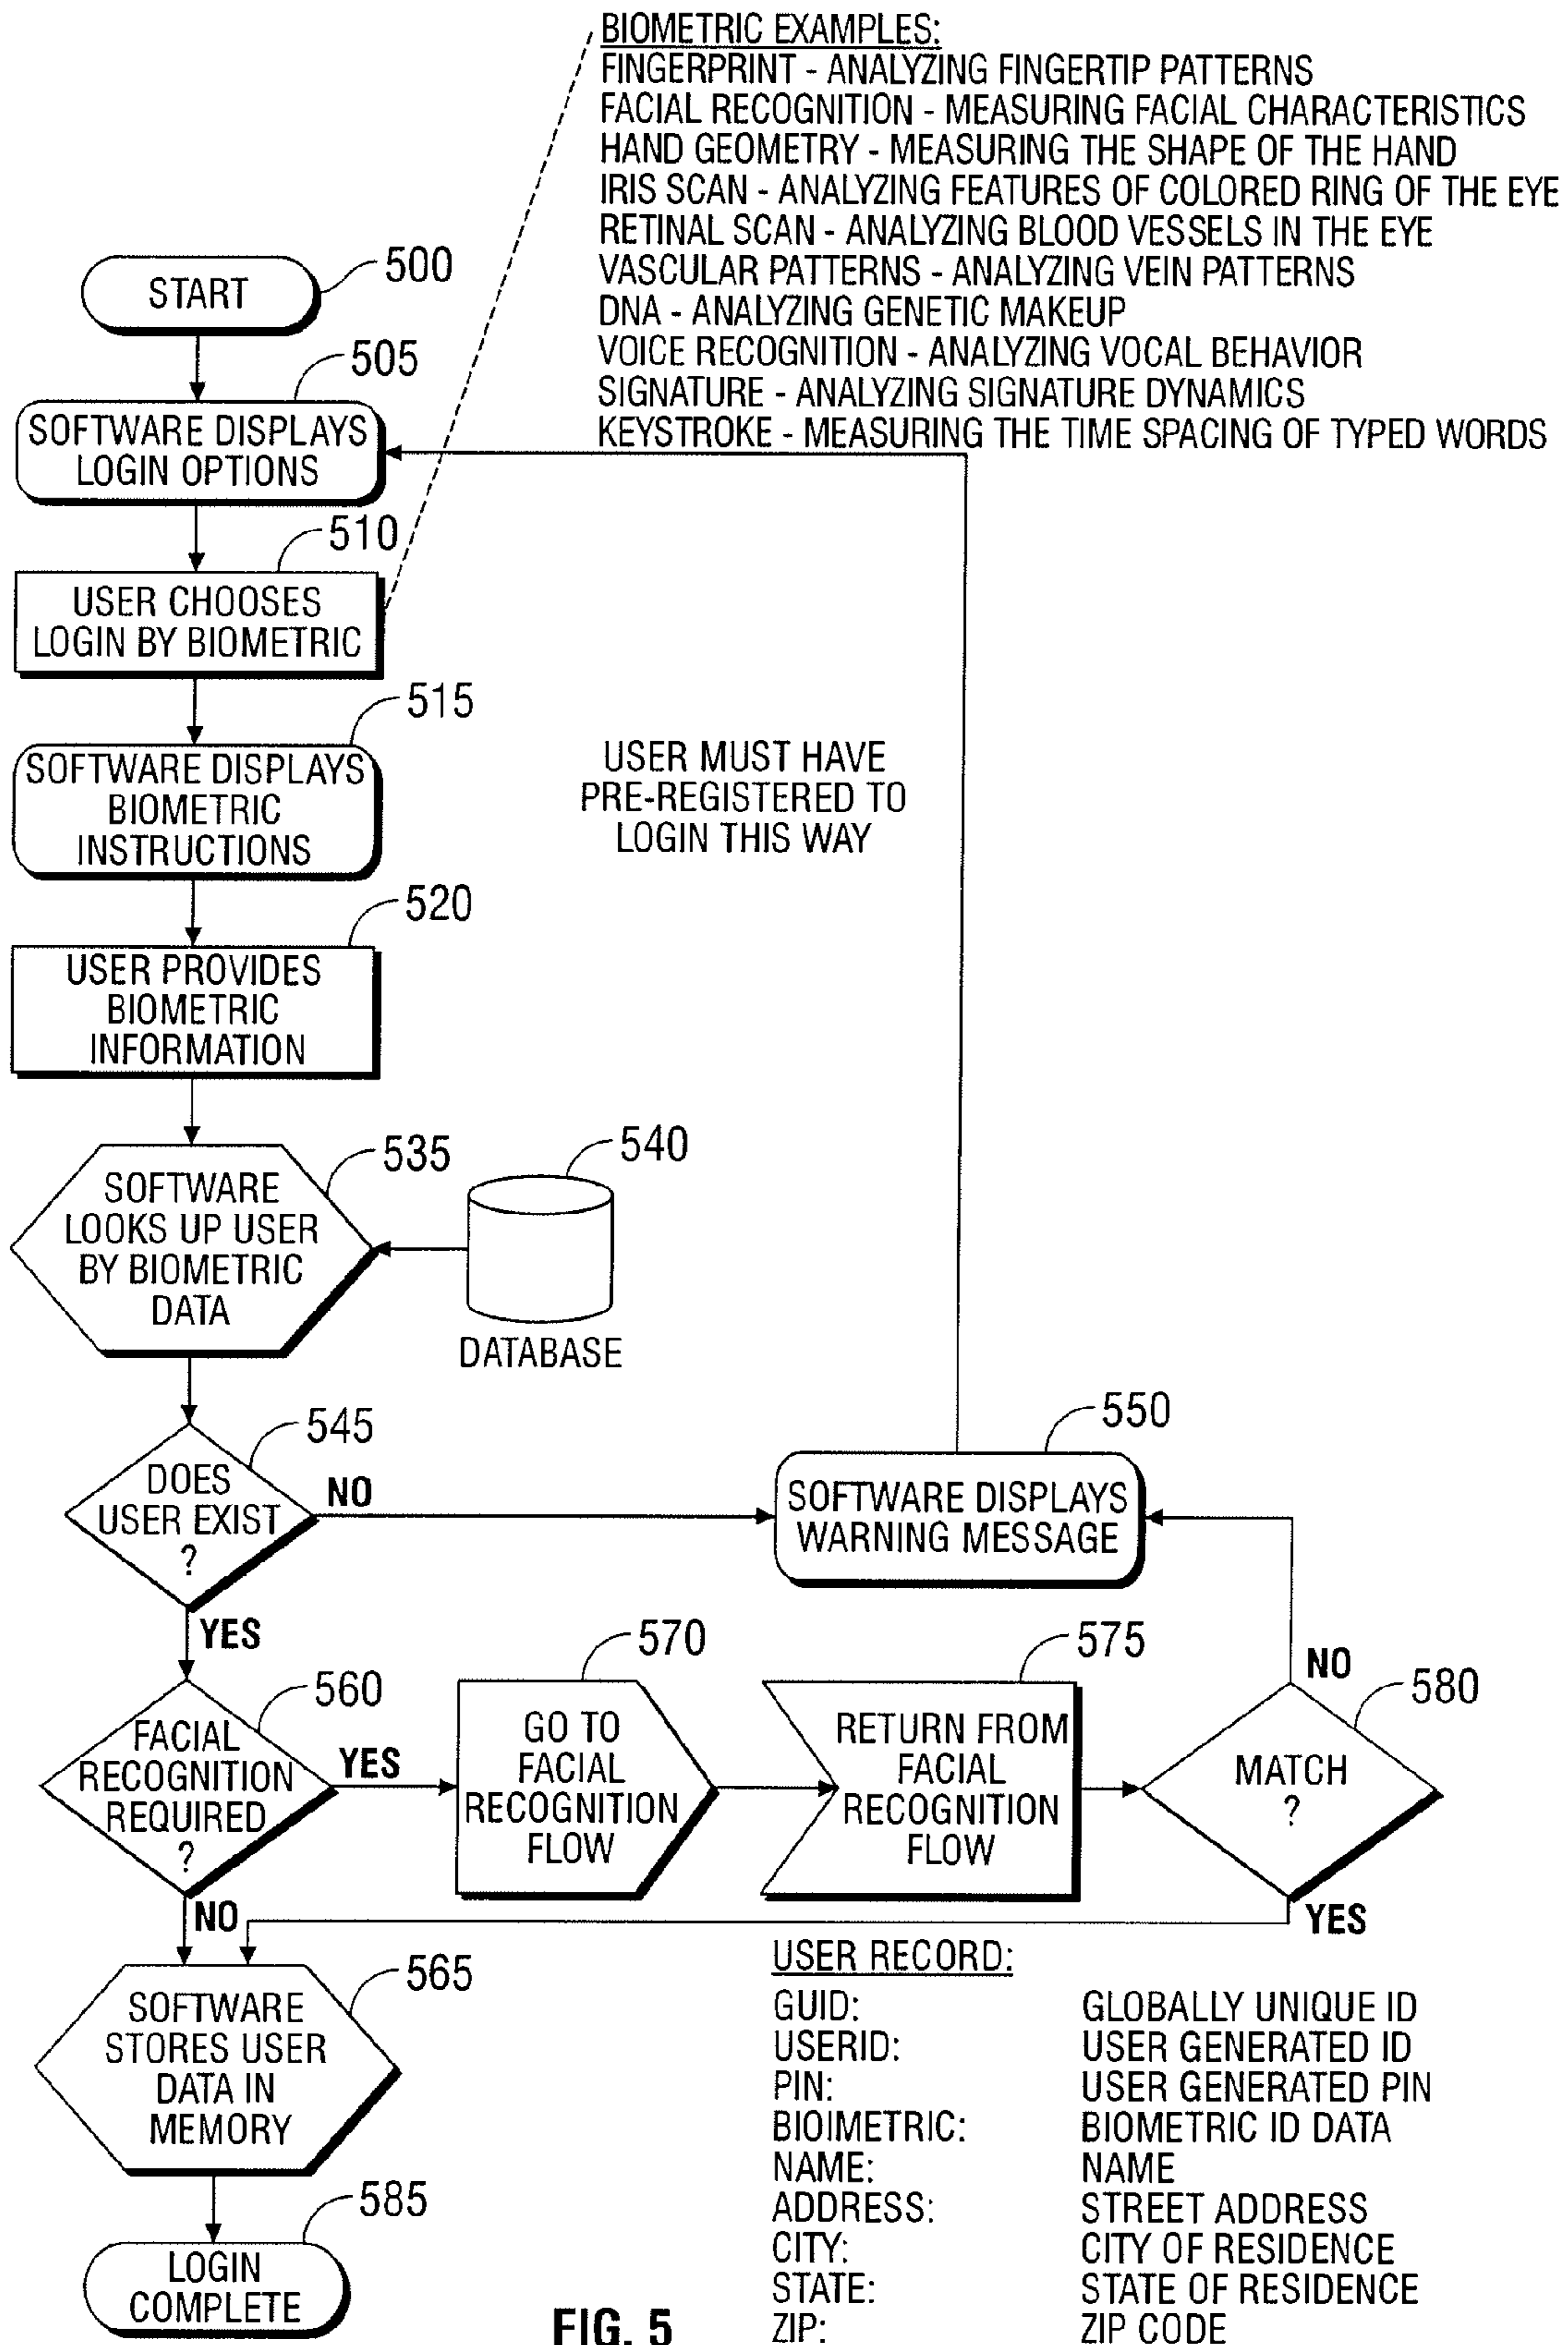 BIOMETRIC EXAMPLES:
FINGERPRINT - ANALYZING FINGERTIP PATTERNS
FACIAL RECOGNITION - MEASURING FACIAL CHARACTERISTICS
HAND GEOMETRY - MEASURING THE SHAPE OF THE HAND
IRIS SCAN - ANALYZING FEATURES OF COLORED RING OF THE EYE
RETINAL SCAN - ANALYZING BLOOD VESSELS IN THE EYE
VASCULAR PATTERNS - ANALYZING VEIN PATTERNS
DNA - ANALYZING GENETIC MAKEUP
VOICE RECOGNITION - ANALYZING VOCAL BEHAVIOR
SIGNATURE - ANALYZING SIGNATURE DYNAMICS
KEYSTROKE - MEASURING THE TIME SPACING OF TYPED WORDS
500
START
505
SOFTWARE DISPLAYS
LOGIN OPTIONS
510
USER CHOOSES
LOGIN BY BIOMETRIC
515
SOFTWARE DISPLAYS
BIOMETRIC
INSTRUCTIONS
USER MUST HAVE
PRE-REGISTERED TO
LOGIN THIS WAY
520
USER PROVIDES
BIOMETRIC
INFORMATION
535
SOFTWARE
LOOKS UP USER
BY BIOMETRIC
DATA
540
DATABASE
545
DOES
USER EXIST
?
NO
YES
550
SOFTWARE DISPLAYS
WARNING MESSAGE
560
FACIAL
RECOGNITION
REQUIRED
?
YES
NO
570
GO TO
FACIAL
RECOGNITION
FLOW
575
RETURN FROM
FACIAL
RECOGNITION
FLOW
580
MATCH
?
NO
YES
565
SOFTWARE
STORES USER
DATA IN
MEMORY
585
LOGIN
COMPLETE
USER RECORD:
GUID: GLOBALLY UNIQUE ID
USERID: USER GENERATED ID
PIN: USER GENERATED PIN
BIOIMETRIC: BIOMETRIC ID DATA
NAME: NAME
ADDRESS: STREET ADDRESS
CITY: CITY OF RESIDENCE
STATE: STATE OF RESIDENCE
ZIP: ZIP CODE
FIG. 5